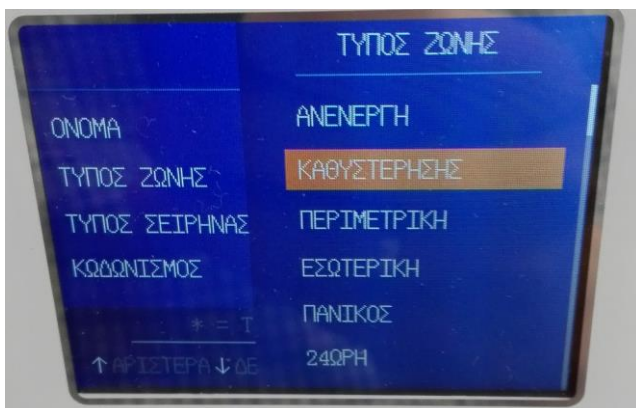 ΤΥΠΟΣ ΖΩΝΗΣ
ΟΝΟΜΑ
ΤΥΠΟΣ ΖΩΝΗΣ
ΤΥΠΟΣ ΣΕΙΡΗΝΑΣ
ΚΩΔΩΝΙΣΜΟΣ
* = Τ
↑ ΑΡΙΣΤΕΡΑ ↓ ΔΕ
ΑΝΕΝΕΡΓΗ
ΚΑΘΥΣΤΕΡΗΣΗΣ
ΠΕΡΙΜΕΤΡΙΚΗ
ΕΣΩΤΕΡΙΚΗ
ΠΑΝΙΚΟΣ
24ΩΡΗ